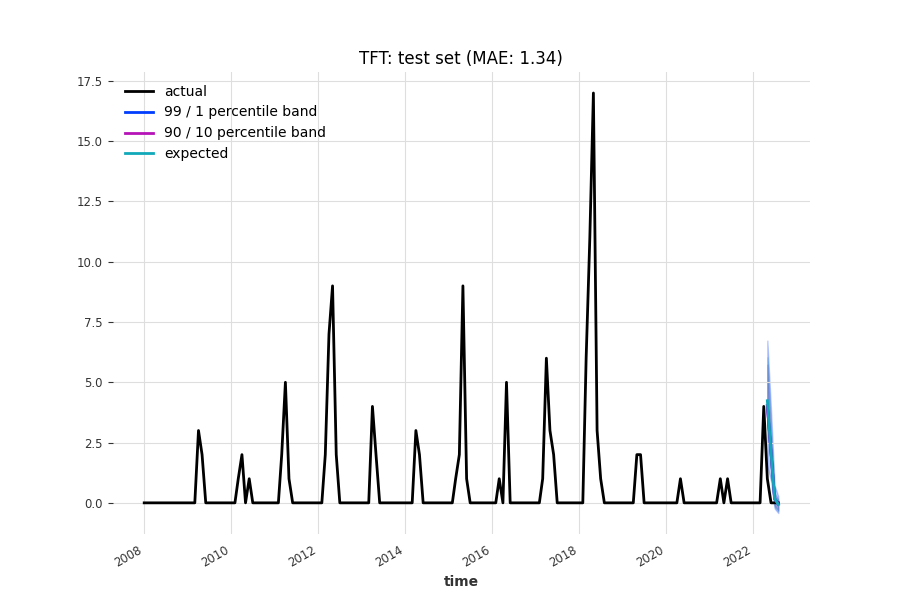 TFT: test set (MAE: 1.34)
17.5
15.0
12.5
10.0
7.5
5.0
2.5
0.0
actual
99 / 1 percentile band
90 / 10 percentile band
expected
2008
2010
2012
2014
2016
2018
2020
2022
time